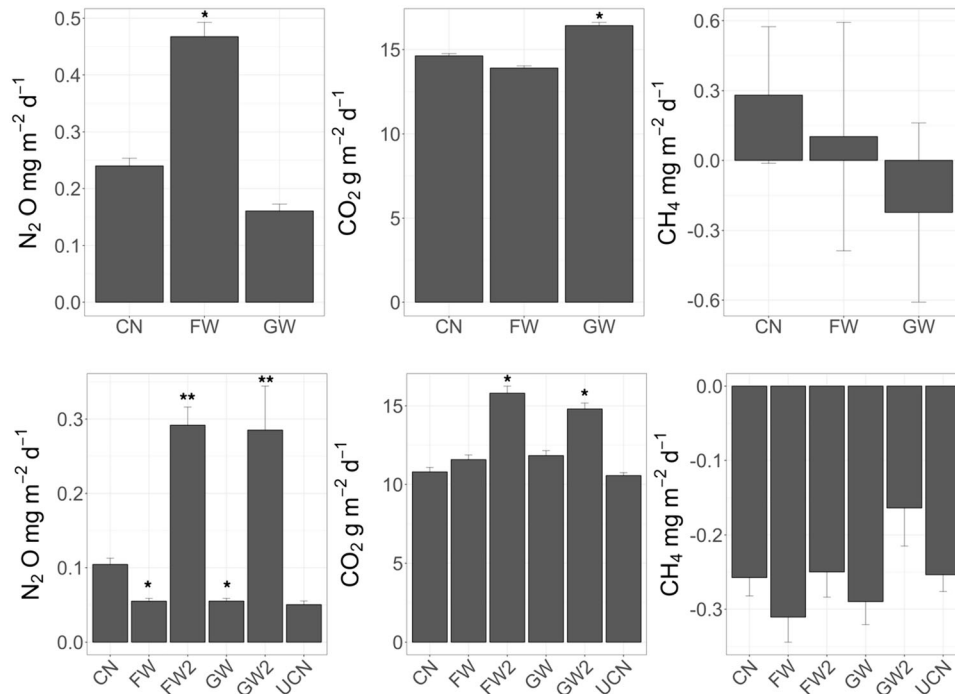 N₂ O mg m⁻² d⁻¹
0.5
0.4
0.3
0.2
0.1
0.0
*
CN FW GW
CO₂ g m⁻² d⁻¹
15
10
5
0
*
CN FW GW
CH₄ mg m⁻² d⁻¹
0.6
0.3
0.0
-0.3
-0.6
CN FW GW
N₂ O mg m⁻² d⁻¹
0.3
0.2
0.1
0.0
* ** * **
CN FW FW2 GW GW2 UCN
CO₂ g m⁻² d⁻¹
15
10
5
0
* *
CN FW FW2 GW GW2 UCN
CH₄ mg m⁻² d⁻¹
0.0
-0.1
-0.2
-0.3
CN FW FW2 GW GW2 UCN